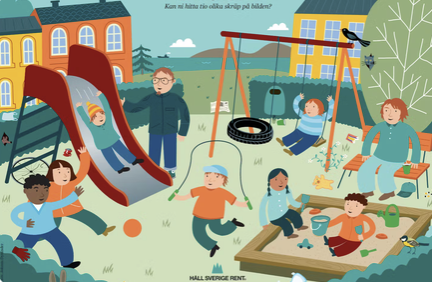 Kan ni hitta tio olika skräp på bilden?
HÅLL SVERIGE RENT.